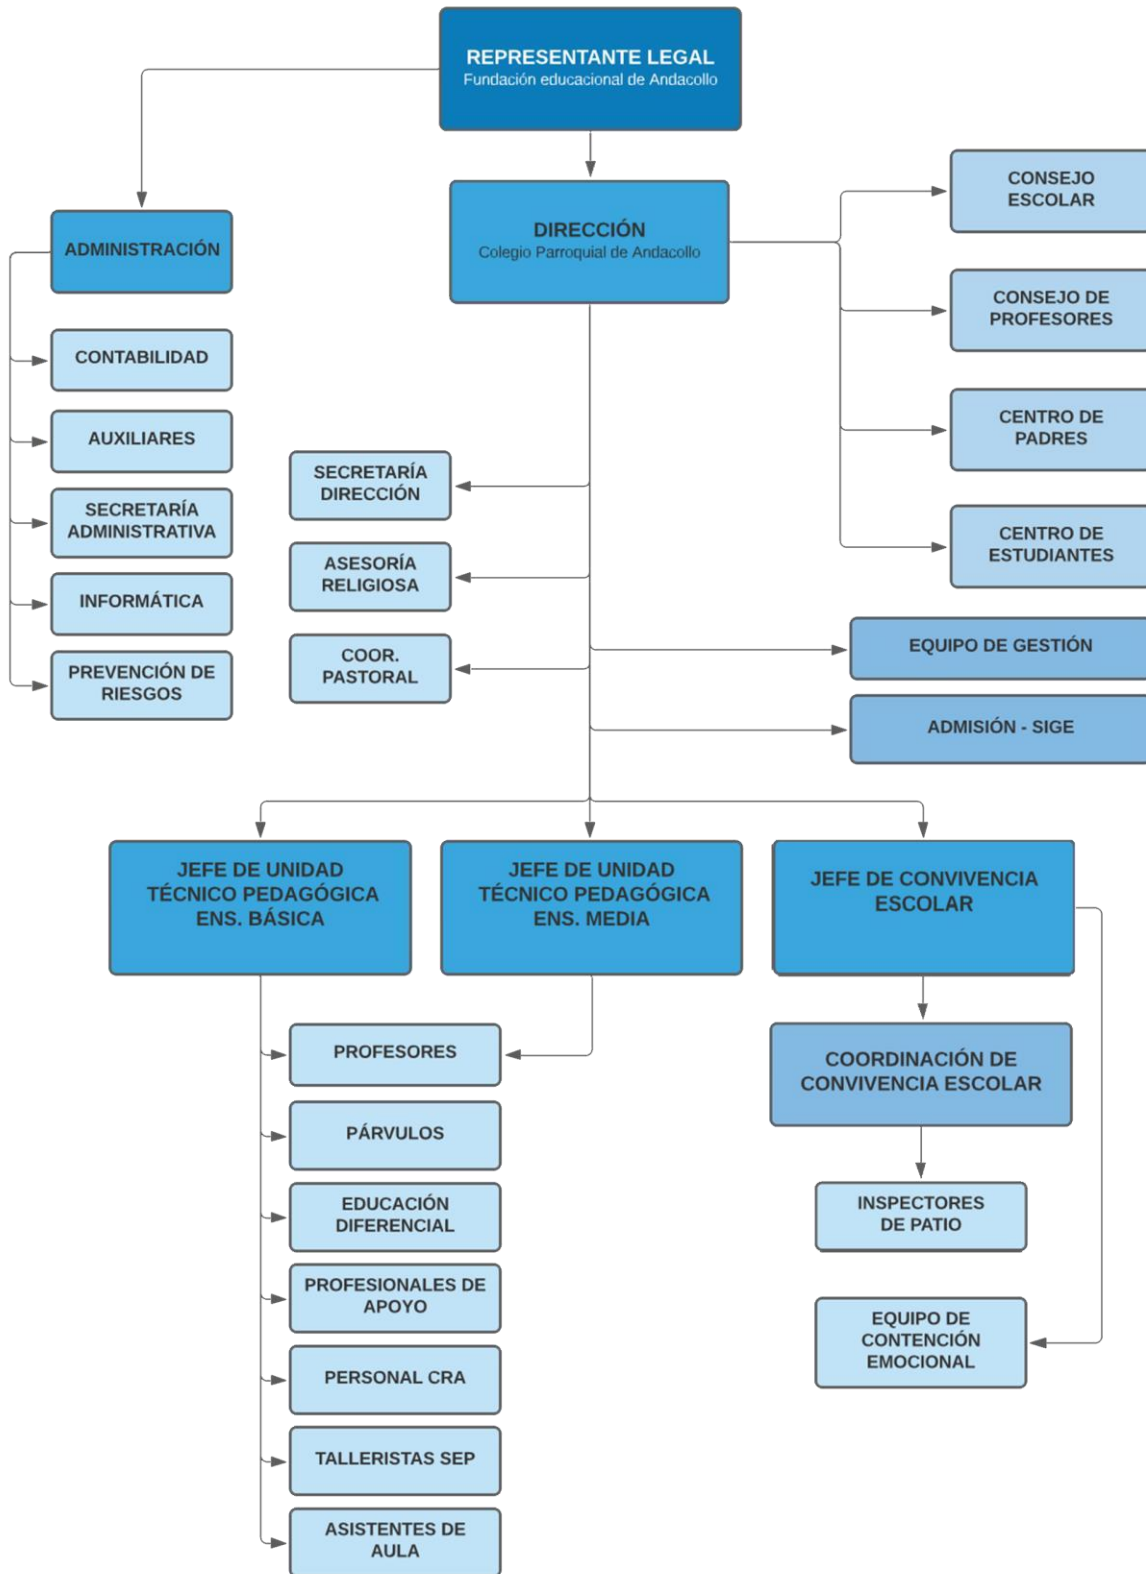 REPRESENTANTE LEGAL
Fundación educacional de Andacollo
DIRECCIÓN
Colegio Parroquial de Andacollo
ADMINISTRACIÓN
CONTABILIDAD
AUXILIARES
SECRETARÍA
ADMINISTRATIVA
INFORMÁTICA
PREVENCIÓN DE
RIESGOS
SECRETARÍA
DIRECCIÓN
ASESORÍA
RELIGIOSA
COOR.
PASTORAL
CONSEJO
ESCOLAR
CONSEJO DE
PROFESORES
CENTRO DE
PADRES
CENTRO DE
ESTUDIANTES
EQUIPO DE GESTIÓN
ADMISIÓN - SIGE
JEFE DE UNIDAD
TÉCNICO PEDAGÓGICA
ENS. BÁSICA
JEFE DE UNIDAD
TÉCNICO PEDAGÓGICA
ENS. MEDIA
JEFE DE CONVIVENCIA
ESCOLAR
PROFESORES
PÁRVULOS
EDUCACIÓN
DIFERENCIAL
PROFESIONALES DE
APOYO
PERSONAL CRA
TALLERISTAS SEP
ASISTENTES DE
AULA
COORDINACIÓN DE
CONVIVENCIA ESCOLAR
INSPECTORES
DE PATIO
EQUIPO DE
CONTENCIÓN
EMOCIONAL